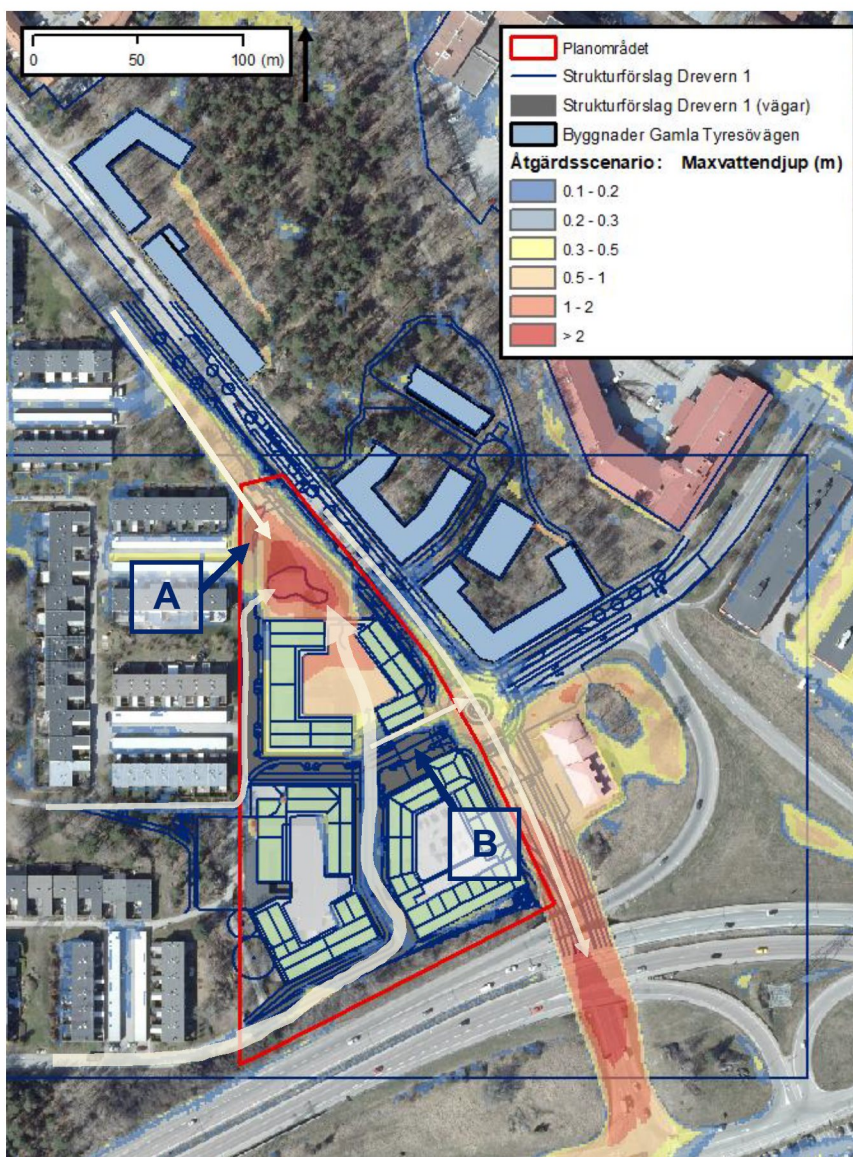 0 50 100 (m)
Planområdet
Strukturförslag Drevern 1
Strukturförslag Drevern 1 (vägar)
Byggnader Gamla Tyresövägen
Åtgärdsscenario: Maxvattendjup (m)
0.1 - 0.2
0.2 - 0.3
0.3 - 0.5
0.5 - 1
1 - 2
> 2
A
B